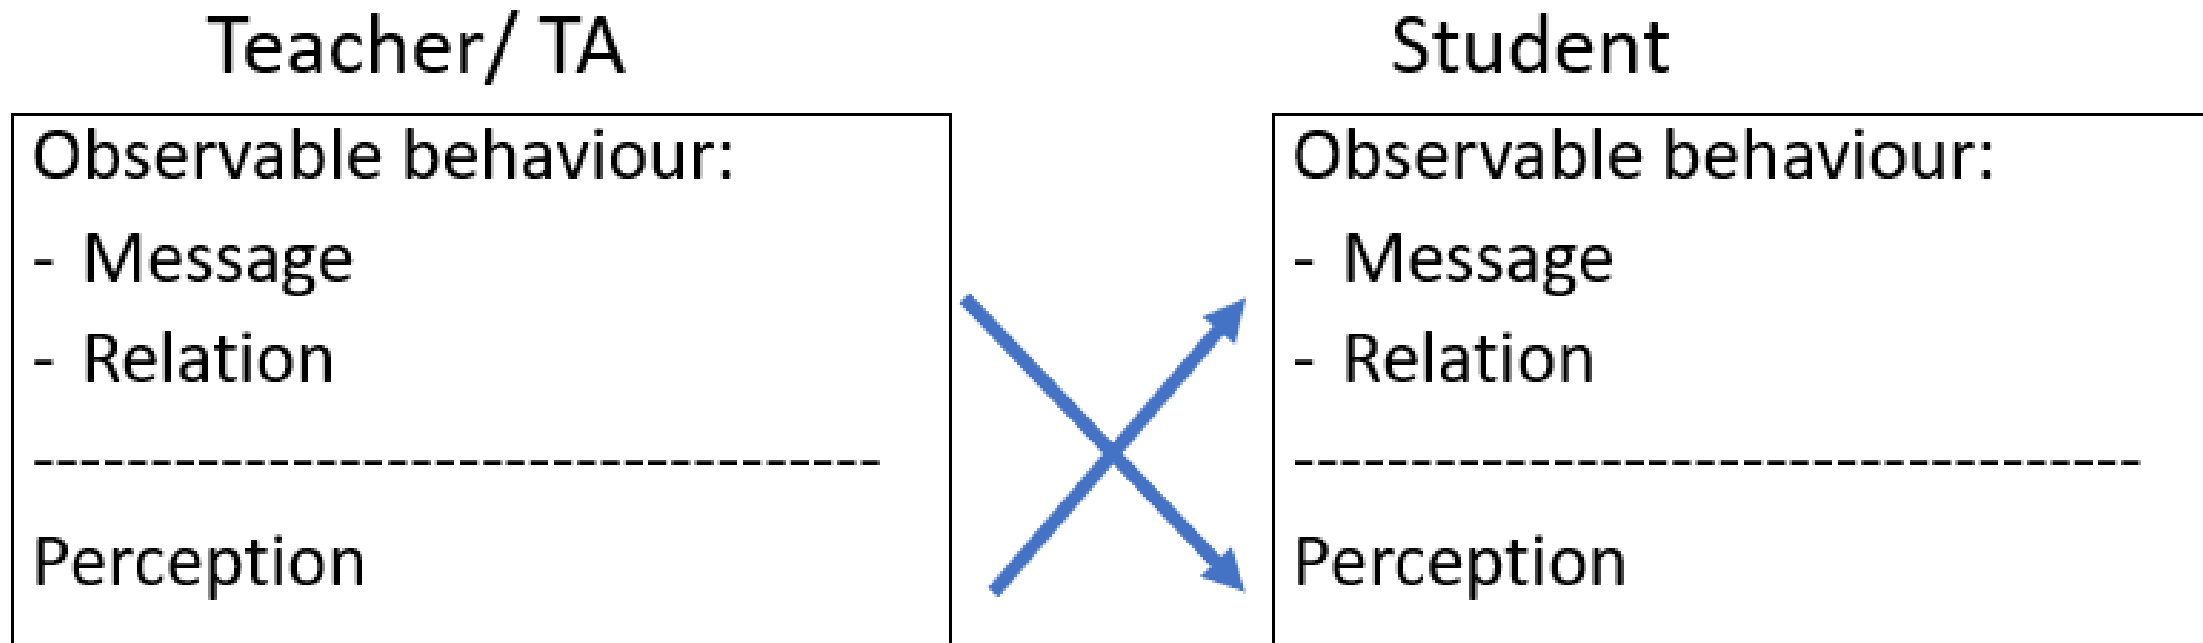 Teacher/ TA
Observable behaviour:
- Message
- Relation
------------------------------------
Perception
Student
Observable behaviour:
- Message
- Relation
------------------------------------
Perception